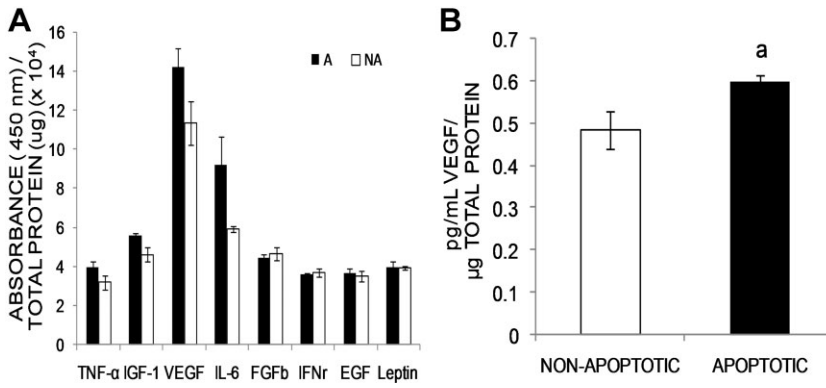 A
ABSORBANCE (450 nm) /
TOTAL PROTEIN (ug) (x 10⁴)
16
14
12
10
8
6
4
2
0
A NA
TNF-α IGF-1 VEGF IL-6 FGFb IFNr EGF Leptin
B
pg/mL VEGF/
µg TOTAL PROTEIN
0.7
0.6
0.5
0.4
0.3
0.2
0.1
0
a
NON-APOPTOTIC APOPTOTIC